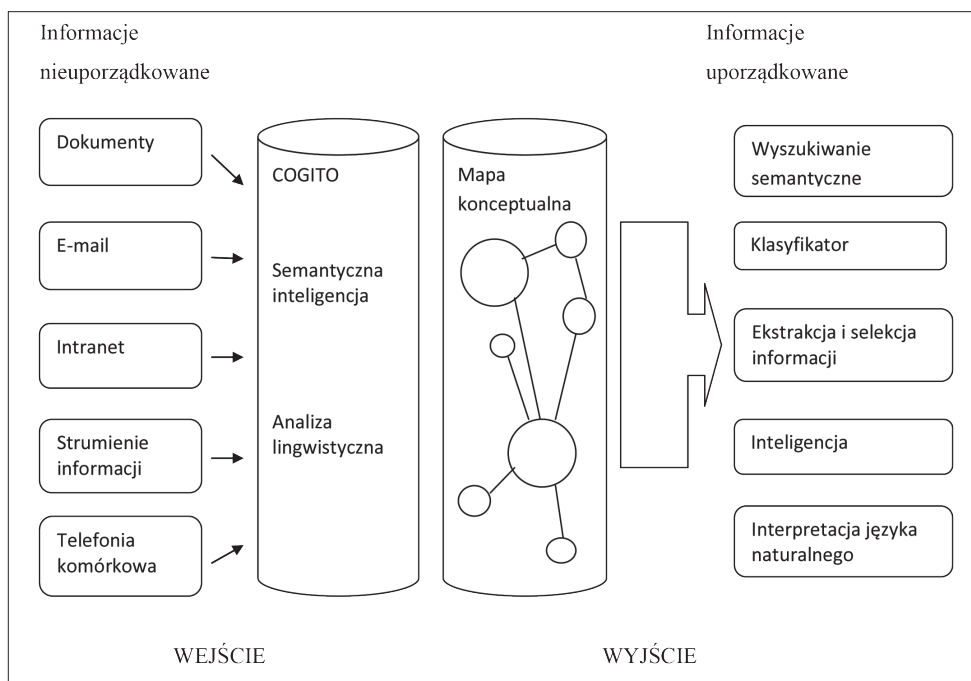 Informacje
nieuporządkowane
Informacje
uporządkowane
Dokumenty
E-mail
Intranet
Strumienie
informacji
Telefonia
komórkowa
COGITO
Semantyczna
inteligencja
Analiza
lingwistyczna
Mapa
konceptualna
Wyszukiwanie
semantyczne
Klasyfikator
Ekstrakcja i selekcja
informacji
Inteligencja
Interpretacja języka
naturalnego
WEJŚCIE
WYJŚCIE